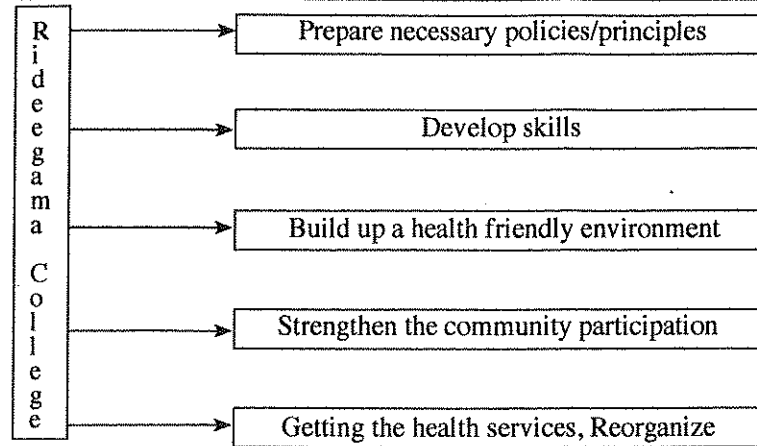 Rideegama College
Prepare necessary policies/principles
Develop skills
Build up a health friendly environment
Strengthen the community participation
Getting the health services, Reorganize